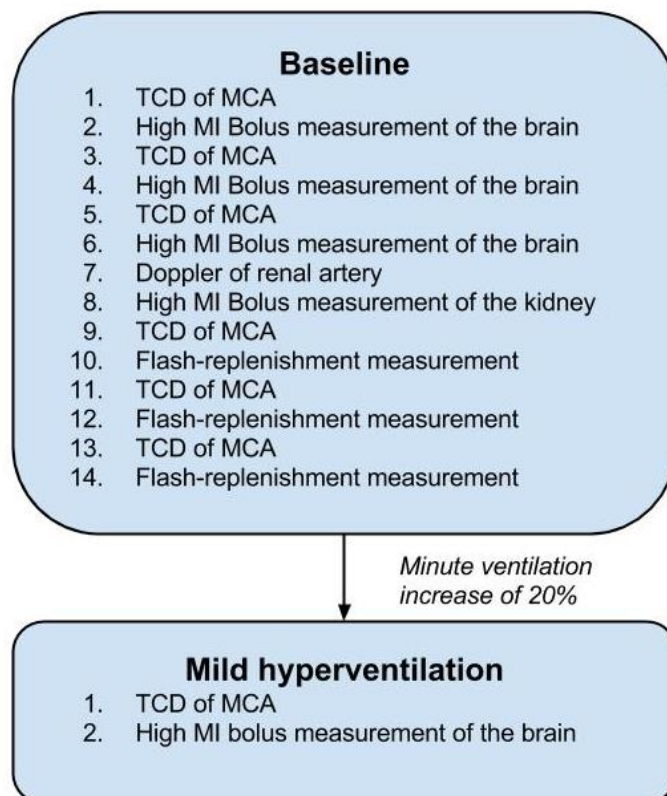 Baseline
1. TCD of MCA
2. High MI Bolus measurement of the brain
3. TCD of MCA
4. High MI Bolus measurement of the brain
5. TCD of MCA
6. High MI Bolus measurement of the brain
7. Doppler of renal artery
8. High MI Bolus measurement of the kidney
9. TCD of MCA
10. Flash-replenishment measurement
11. TCD of MCA
12. Flash-replenishment measurement
13. TCD of MCA
14. Flash-replenishment measurement
Minute ventilation
increase of 20%
Mild hyperventilation
1. TCD of MCA
2. High MI bolus measurement of the brain